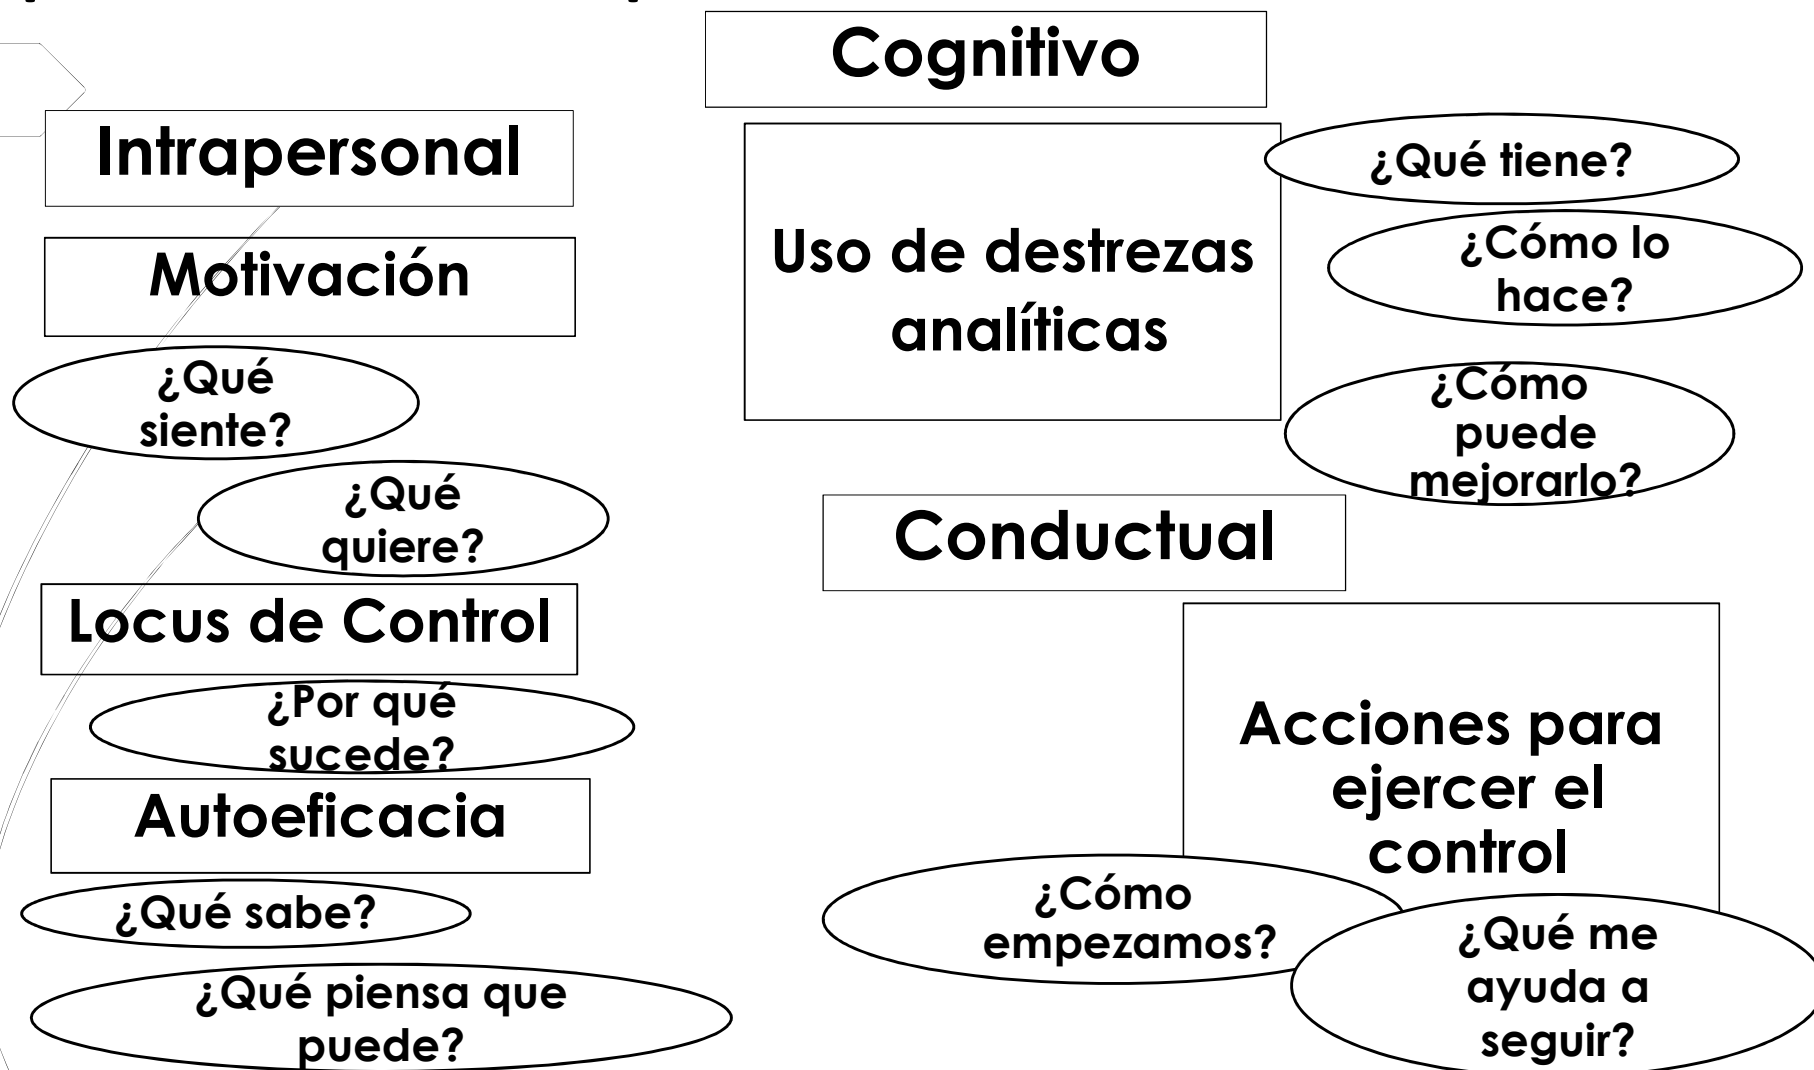 Intrapersonal
Motivación
¿Qué
siente?
¿Qué
quiere?
Locus de Control
¿Por qué
sucede?
Autoeficacia
¿Qué sabe?
¿Qué piensa que
puede?
Cognitivo
Uso de destrezas
analíticas
¿Qué tiene?
¿Cómo lo
hace?
¿Cómo
puede
mejorarlo?
Conductual
Acciones para
ejercer el
control
¿Cómo
empezamos?
¿Qué me
ayuda a
seguir?